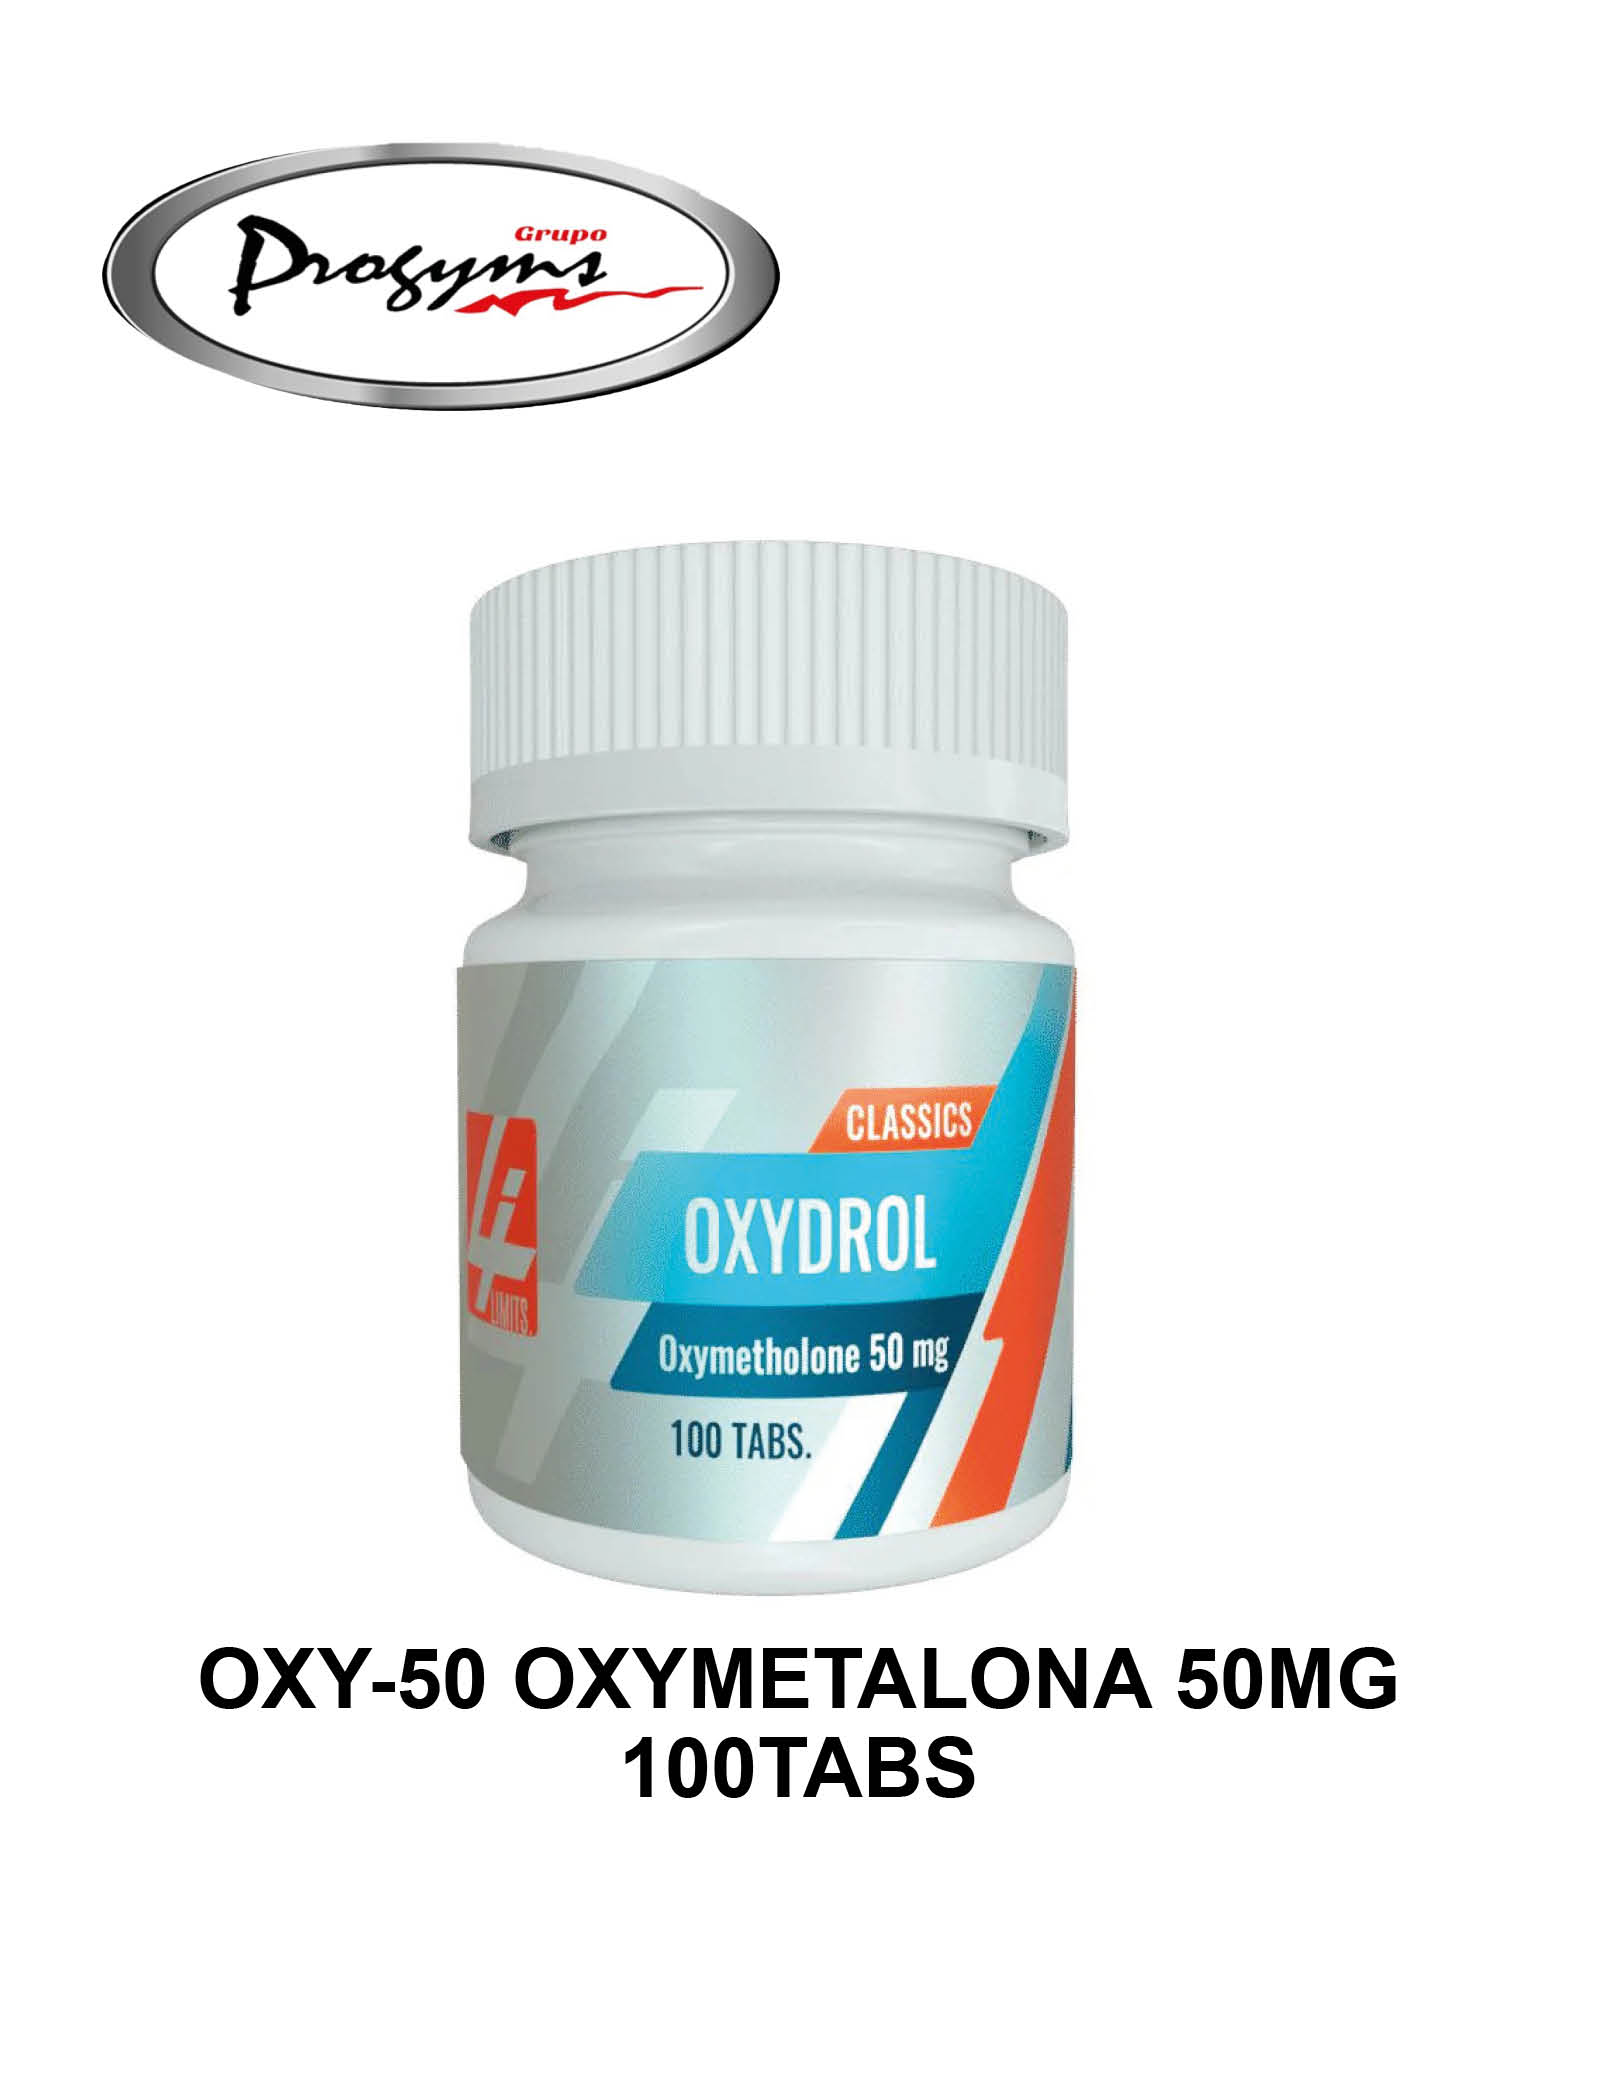 Grupo
Progyms
CLASSICS
OXYDROL
LIMITS.
Oxymetholone 50 mg
100 TABS.
OXY-50 OXYMETALONA 50MG
100TABS